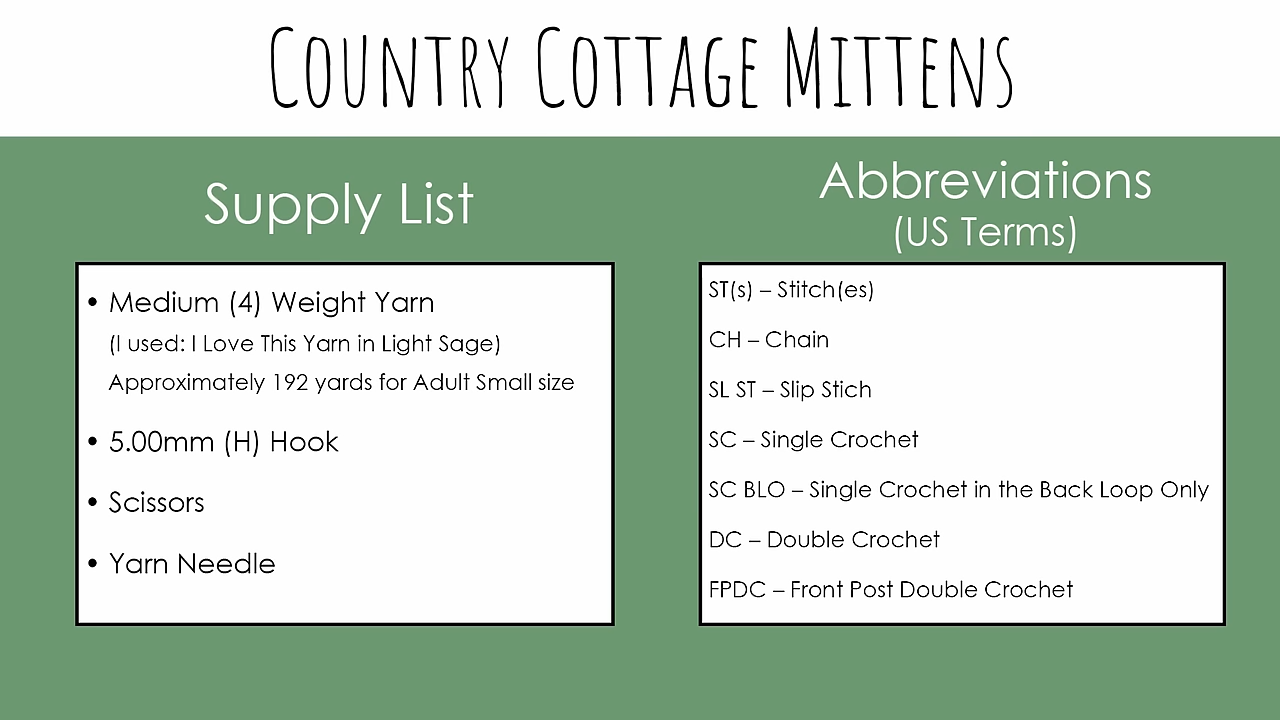 Country Cottage Mittens
Supply List
• Medium (4) Weight Yarn
(I used: I Love This Yarn in Light Sage)
Approximately 192 yards for Adult Small size
• 5.00mm (H) Hook
• Scissors
• Yarn Needle
Abbreviations
(US Terms)
ST(s) – Stitch(es)
CH – Chain
SL ST – Slip Stich
SC – Single Crochet
SC BLO – Single Crochet in the Back Loop Only
DC – Double Crochet
FPDC – Front Post Double Crochet